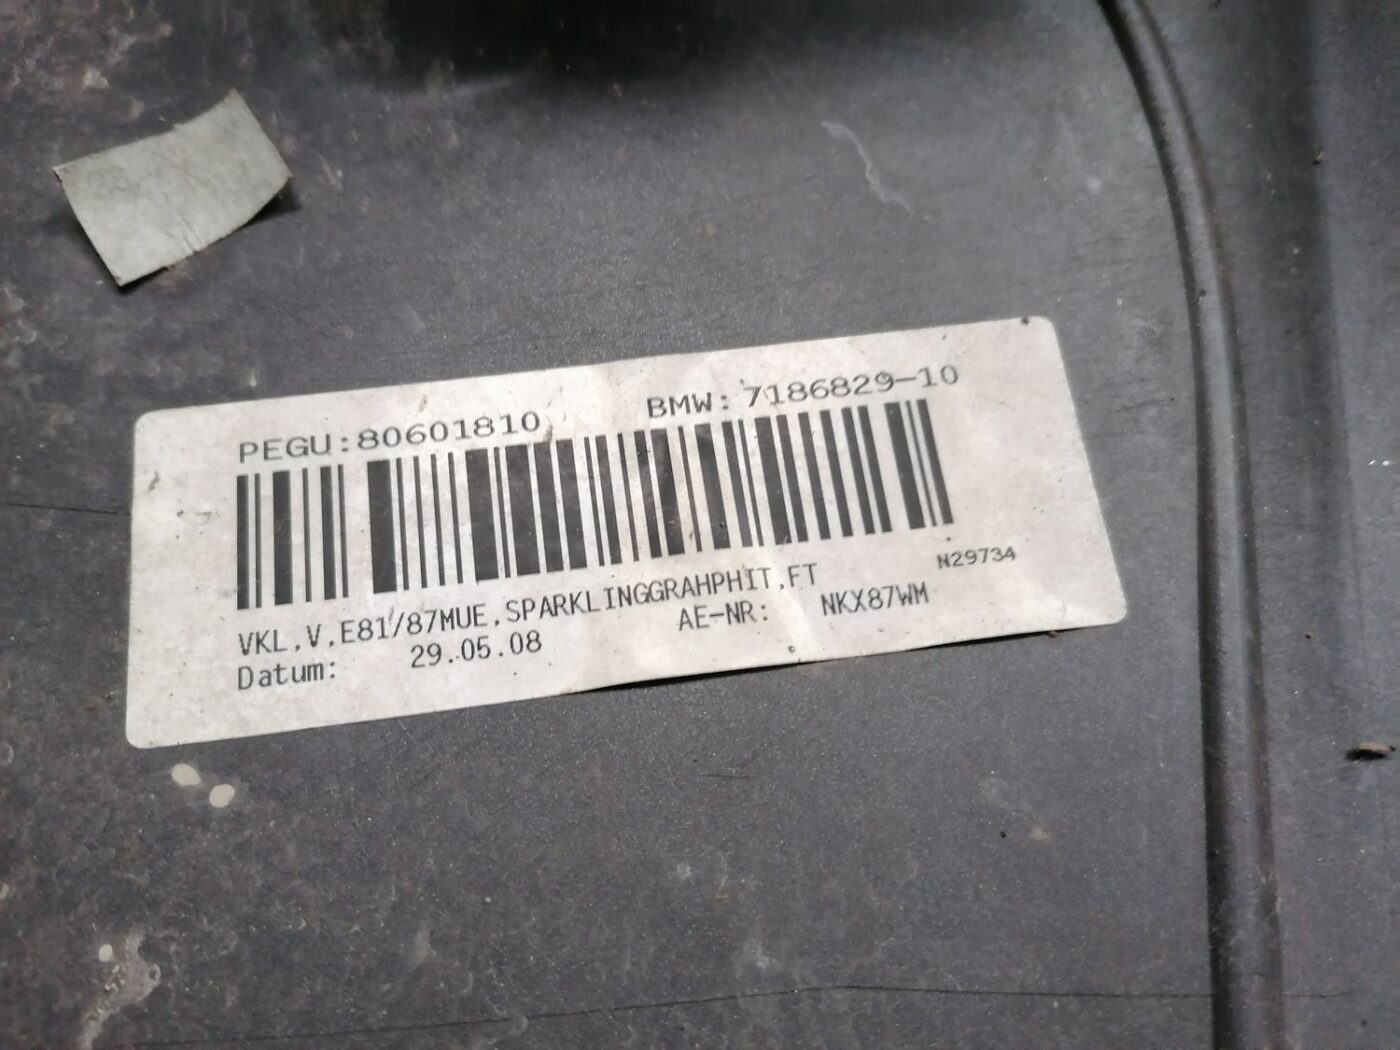 PEGU:80601810 BMW:7186829-10
VKL,V,E81/87MUE,SPARKLINGGRAHPHIT,FT N29734
Datum: 29.05.08 AE-NR: NKX87WM